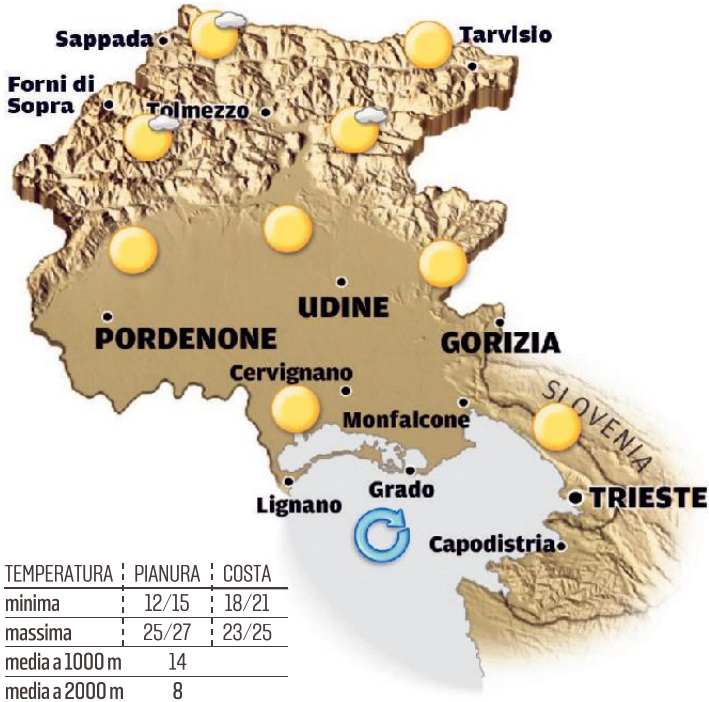 Sappada
Tarvisio
Forni di
Sopra
Tolmezzo
UDINE
PORDENONE
GORIZIA
Cervignano
SLOVENIA
Monfalcone
Lignano
Grado
TRIESTE
Capodistria
TEMPERATURA PIANURA COSTA
minima 12/15 18/21
massima 25/27 23/25
media a 1000 m 14
media a 2000 m 8